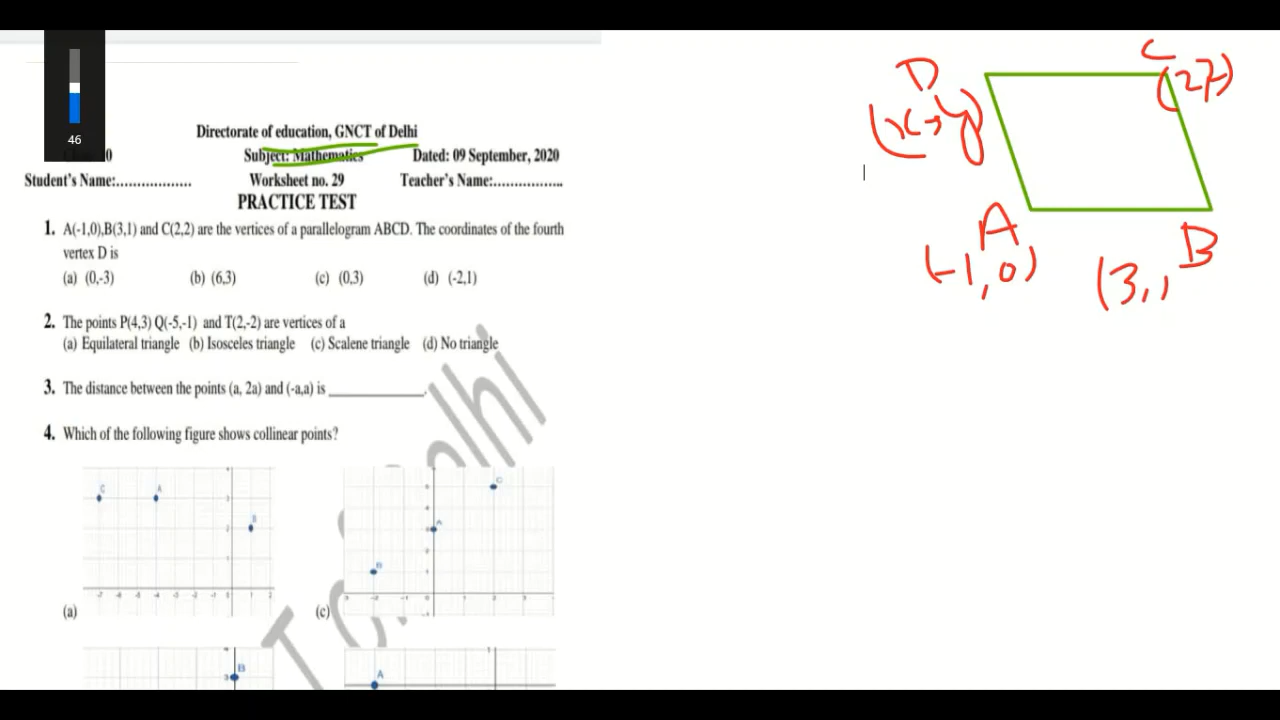 46
Directorate of education, GNCT of Delhi
Subject: Mathematics Dated: 09 September, 2020
Student's Name:................. Worksheet no. 29 Teacher's Name:.................
PRACTICE TEST
1. A(-1,0),B(3,1) and C(2,2) are the vertices of a parallelogram ABCD. The coordinates of the fourth
vertex D is
(a) (0,-3) (b) (6,3) (c) (0,3) (d) (-2,1)
2. The points P(4,3) Q(-5,-1) and T(2,-2) are vertices of a
(a) Equilateral triangle (b) Isosceles triangle (c) Scalene triangle (d) No triangle
3. The distance between the points (a, 2a) and (-a,a) is ______________.
4. Which of the following figure shows collinear points?
C A B
(a)
C A B
(c)
B
A
D C
(x, y)
A B
(-1,0) (3,